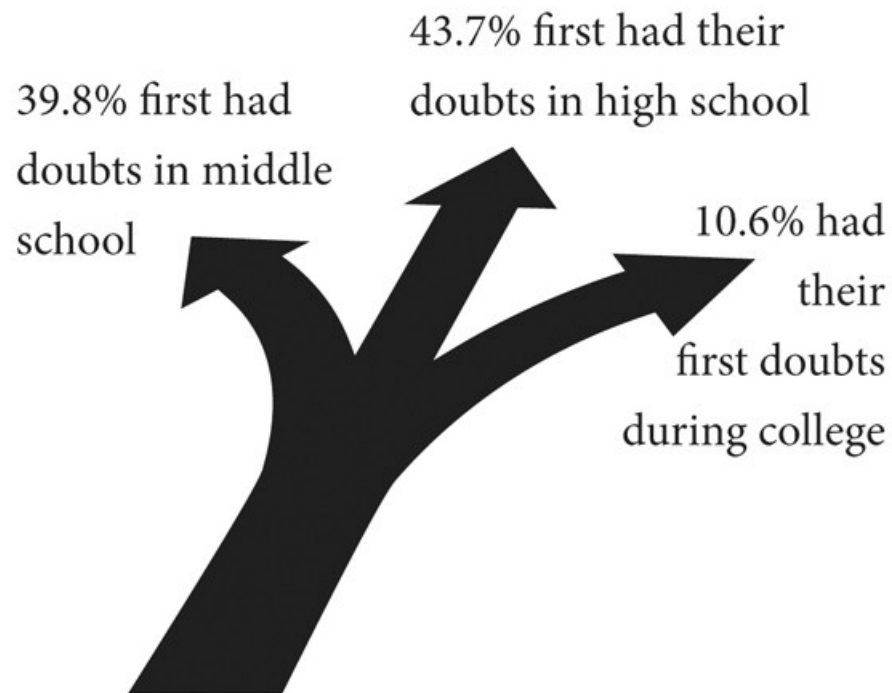 39.8% first had
doubts in middle
school
43.7% first had their
doubts in high school
10.6% had
their
first doubts
during college